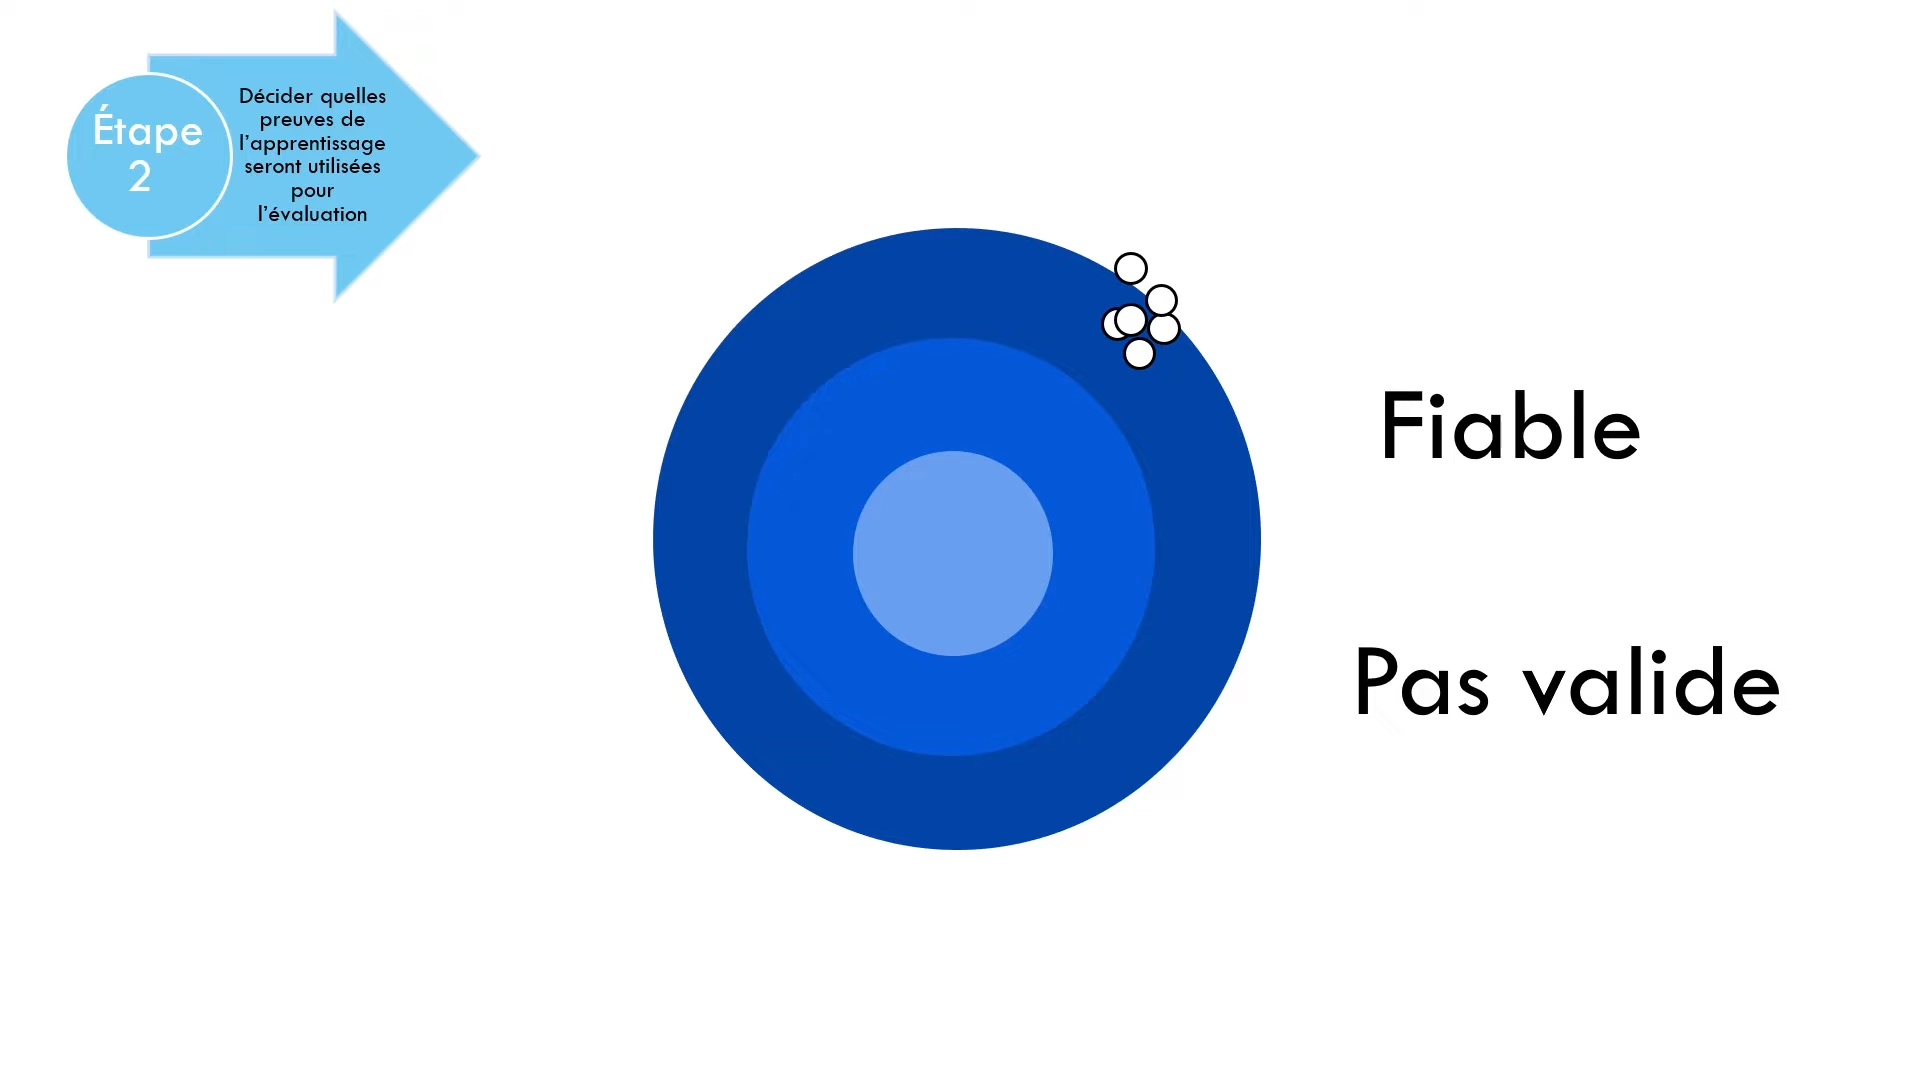 Étape
2
Décider quelles
preuves de
l’apprentissage
seront utilisées
pour
l’évaluation
Fiable
Pas valide